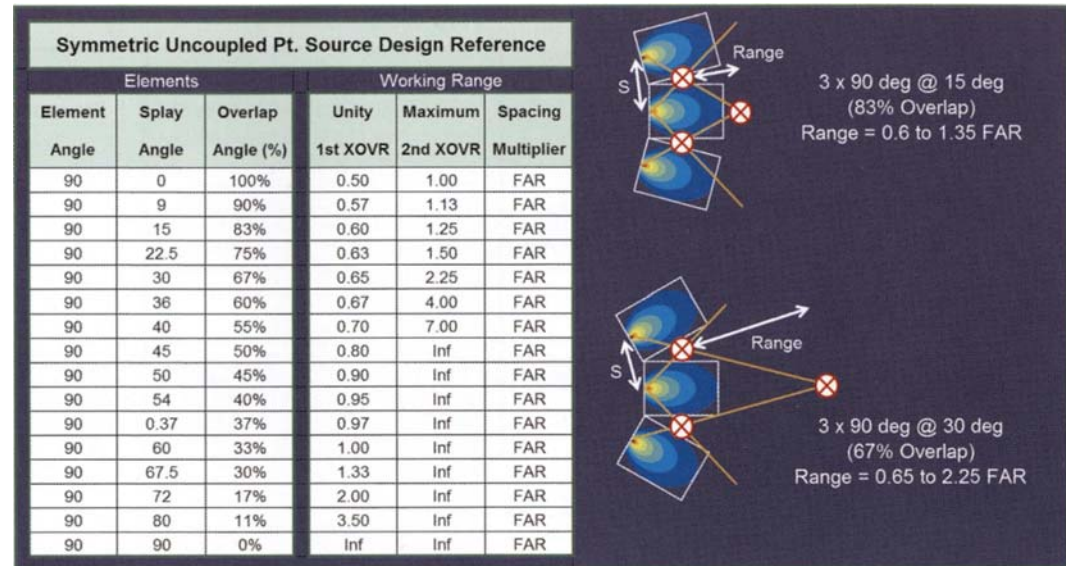 Symmetric Uncoupled Pt. Source Design Reference
Elements Working Range
Element Splay Overlap Unity Maximum Spacing
Angle Angle Angle (%) 1st XOVR 2nd XOVR Multiplier
90 0 100% 0.50 1.00 FAR
90 9 90% 0.57 1.13 FAR
90 15 83% 0.60 1.25 FAR
90 22.5 75% 0.63 1.50 FAR
90 30 67% 0.65 2.25 FAR
90 36 60% 0.67 4.00 FAR
90 40 55% 0.70 7.00 FAR
90 45 50% 0.80 Inf FAR
90 50 45% 0.90 Inf FAR
90 54 40% 0.95 Inf FAR
90 0.37 37% 0.97 Inf FAR
90 60 33% 1.00 Inf FAR
90 67.5 30% 1.33 Inf FAR
90 72 17% 2.00 Inf FAR
90 80 11% 3.50 Inf FAR
90 90 0% Inf Inf FAR
Range
S
3 x 90 deg @ 15 deg
(83% Overlap)
Range = 0.6 to 1.35 FAR
Range
S
3 x 90 deg @ 30 deg
(67% Overlap)
Range = 0.65 to 2.25 FAR